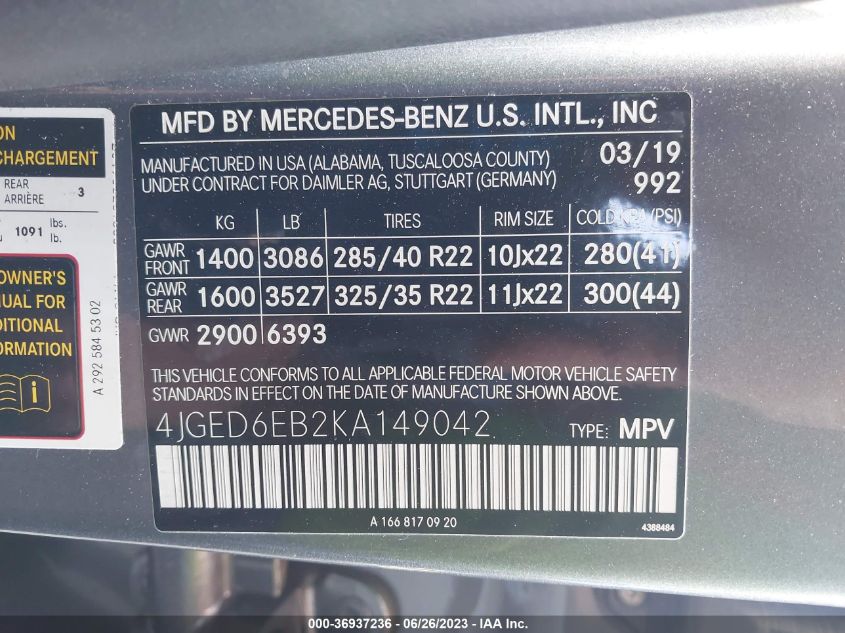 ON
CHARGEMENT
REAR
ARRIÈRE
3
1091
lbs.
lb.
OWNER'S
FOR
A 292 584 53 02
MFD BY MERCEDES-BENZ U.S. INTL., INC
MANUFACTURED IN USA (ALABAMA, TUSCALOOSA COUNTY) 03/19
UNDER CONTRACT FOR DAIMLER AG, STUTTGART (GERMANY) 992
KG LB TIRES RIM SIZE COLD KPA (PSI)
GAWR FRONT 1400 3086 285/40 R22 10Jx22 280(41)
GAWR REAR 1600 3527 325/35 R22 11Jx22 300(44)
GVWR 2900 6393
THIS VEHICLE CONFORMS TO ALL APPLICABLE FEDERAL MOTOR VEHICLE SAFETY
STANDARDS IN EFFECT ON THE DATE OF MANUFACTURE SHOWN ABOVE.
4JGED6EB2KA149042 TYPE: MPV
A 166 817 09 20
4388484
000-36937236 - 06/26/2023 - IAA Inc.